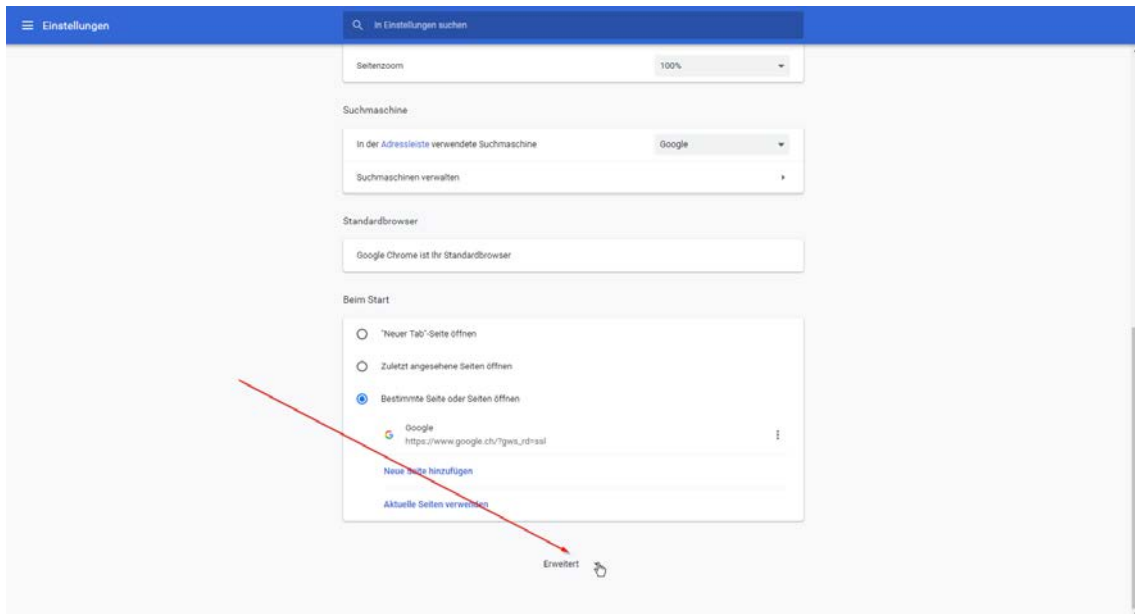 Einstellungen
In Einstellungen suchen
Seitenzoom
100%
Suchmaschine
In der Adressleiste verwendete Suchmaschine
Google
Suchmaschinen verwalten
Standardbrowser
Google Chrome ist Ihr Standardbrowser
Beim Start
"Neuer Tab"-Seite öffnen
Zuletzt angesehene Seiten öffnen
Bestimmte Seite oder Seiten öffnen
Google
https://www.google.ch/?gws_rd=ssl
Neue Seite hinzufügen
Aktuelle Seiten verwenden
Erweitert